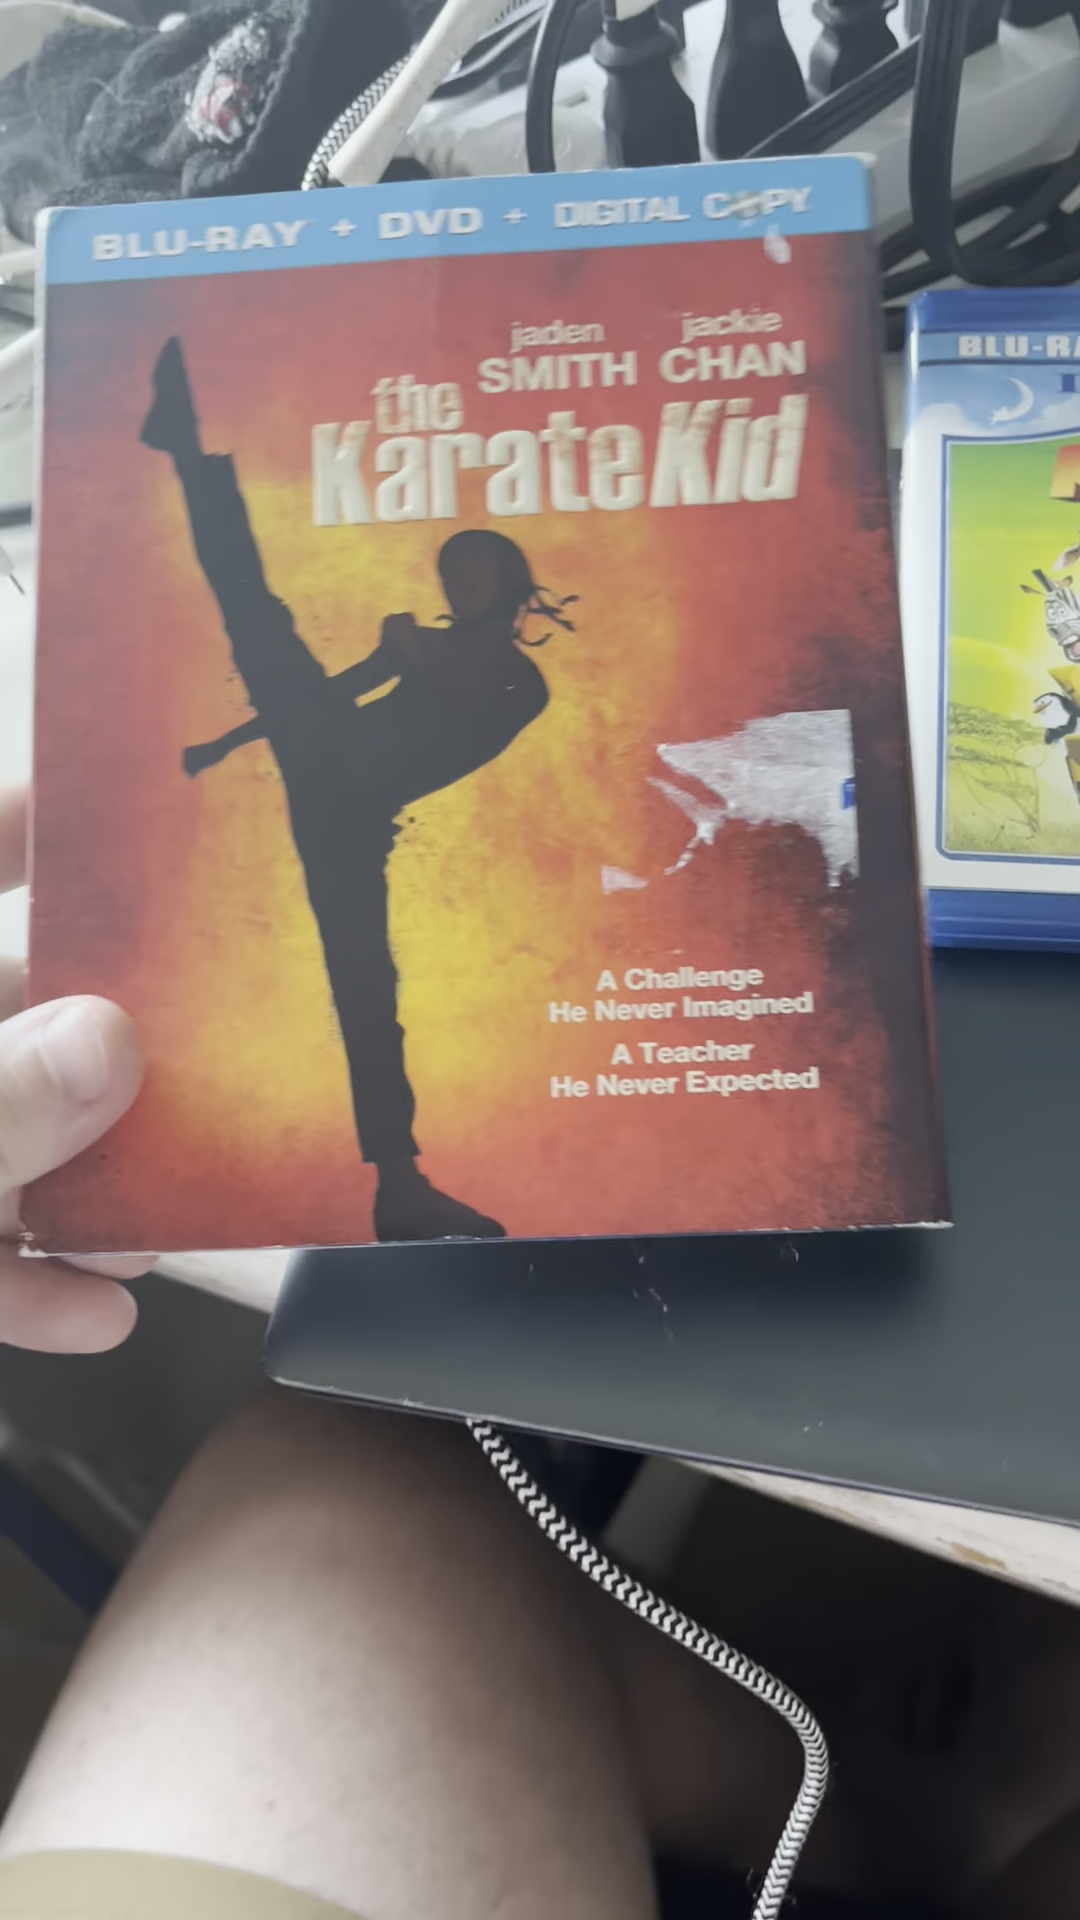 BLU-RAY + DVD + DIGITAL COPY
jaden jackie
SMITH CHAN
the
Karate Kid
A Challenge
He Never Imagined
A Teacher
He Never Expected
BLU-RA